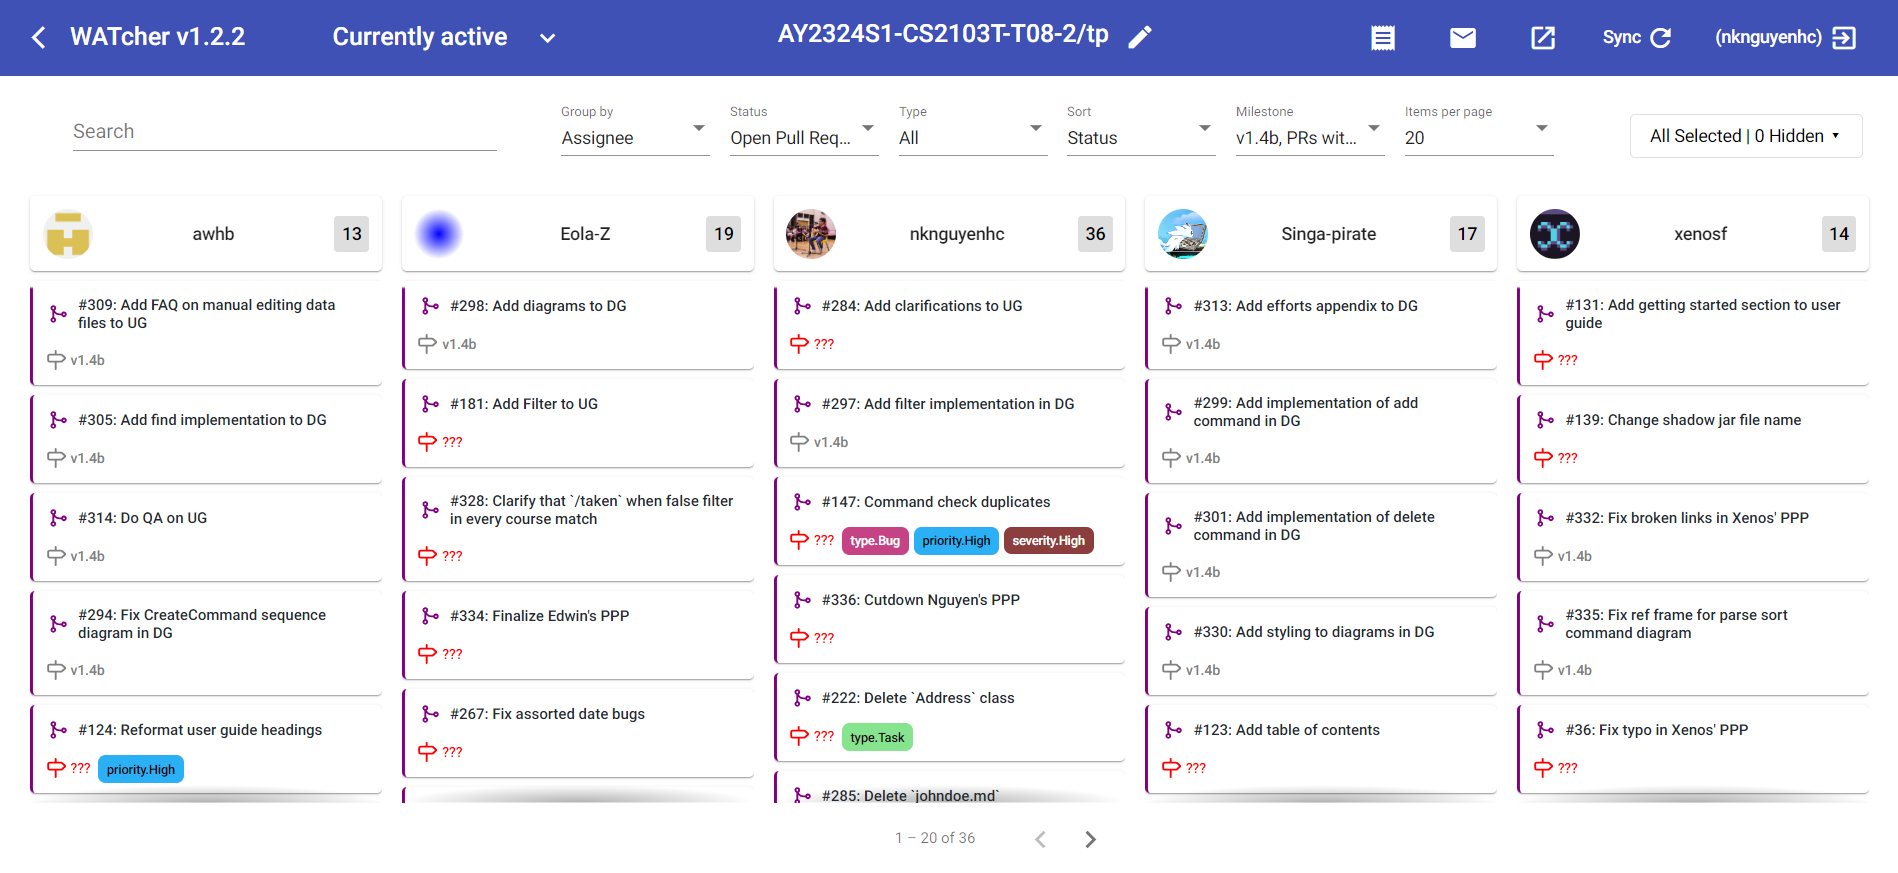 WATcher v1.2.2
Currently active
AY2324S1-CS2103T-T08-2/tp
Sync
(nknguyenhc)
Search
Group by
Assignee
Status
Open Pull Req...
Type
All
Sort
Status
Milestone
v1.4b, PRs wit...
Items per page
20
All Selected | 0 Hidden
awhb
13
#309: Add FAQ on manual editing data
files to UG
v1.4b
#305: Add find implementation to DG
v1.4b
#314: Do QA on UG
v1.4b
#294: Fix CreateCommand sequence
diagram in DG
v1.4b
#124: Reformat user guide headings
??? priority.High
Eola-Z
19
#298: Add diagrams to DG
v1.4b
#181: Add Filter to UG
???
#328: Clarify that `/taken` when false filter
in every course match
???
#334: Finalize Edwin's PPP
???
#267: Fix assorted date bugs
???
nknguyenhc
36
#284: Add clarifications to UG
???
#297: Add filter implementation in DG
v1.4b
#147: Command check duplicates
??? type.Bug priority.High severity.High
#336: Cutdown Nguyen's PPP
???
#222: Delete `Address` class
??? type.Task
#285: Delete `johndoe.md`
Singa-pirate
17
#313: Add efforts appendix to DG
v1.4b
#299: Add implementation of add
command in DG
v1.4b
#301: Add implementation of delete
command in DG
v1.4b
#330: Add styling to diagrams in DG
v1.4b
#123: Add table of contents
???
xenosf
14
#131: Add getting started section to user
guide
???
#139: Change shadow jar file name
???
#332: Fix broken links in Xenos' PPP
v1.4b
#335: Fix ref frame for parse sort
command diagram
v1.4b
#36: Fix typo in Xenos' PPP
???
1 – 20 of 36